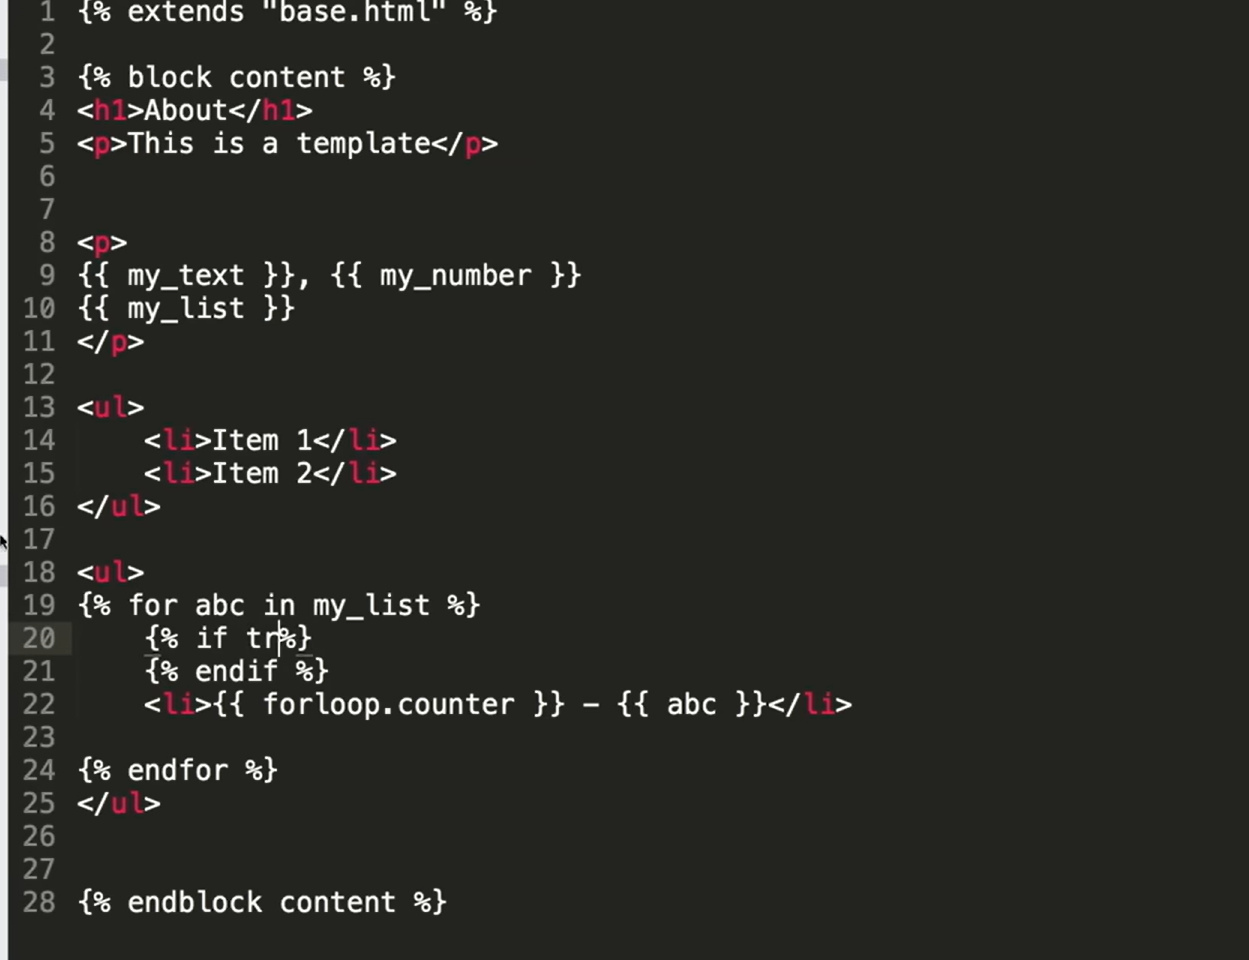 1 {% extends "base.html" %}
2
3 {% block content %}
4 <h1>About</h1>
5 <p>This is a template</p>
6
7
8 <p>
9 {{ my_text }}, {{ my_number }}
10 {{ my_list }}
11 </p>
12
13 <ul>
14     <li>Item 1</li>
15     <li>Item 2</li>
16 </ul>
17
18 <ul>
19 {% for abc in my_list %}
20     {% if tr%}
21     {% endif %}
22     <li>{{ forloop.counter }} - {{ abc }}</li>
23
24 {% endfor %}
25 </ul>
26
27
28 {% endblock content %}